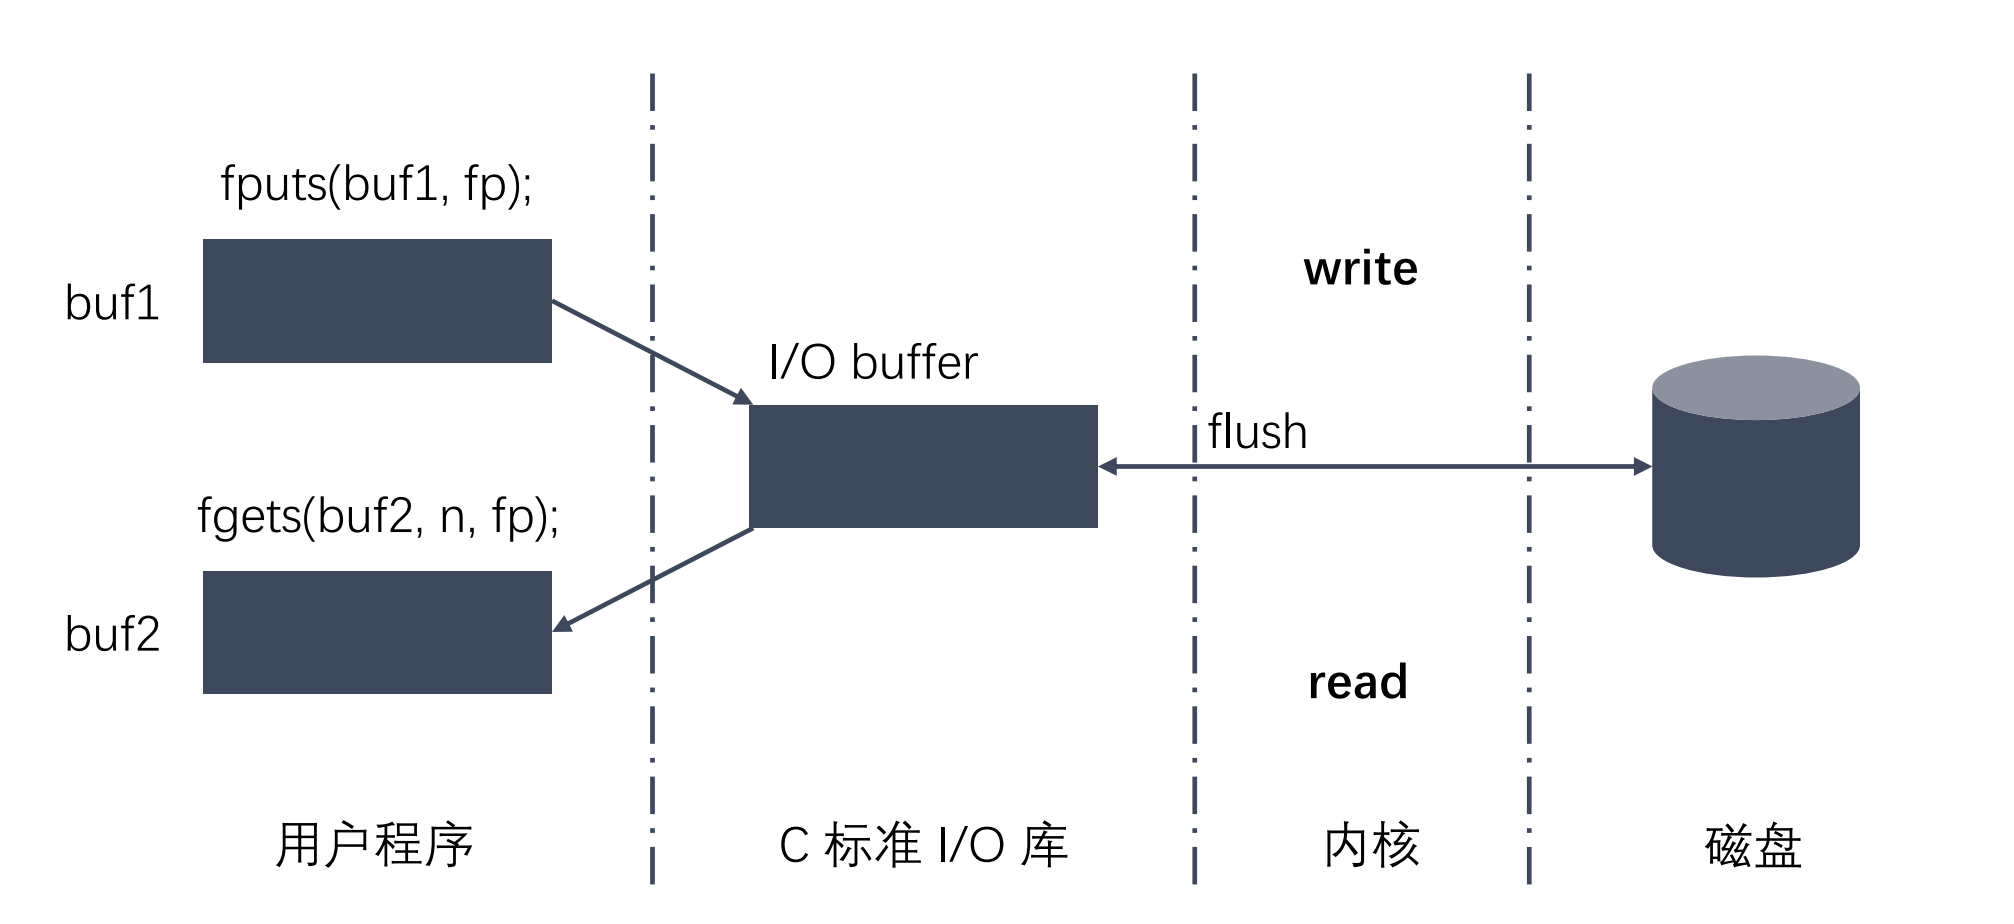 fputs(buf1, fp);
buf1
write
I/O buffer
flush
fgets(buf2, n, fp);
buf2
read
用户程序
C 标准 I/O 库
内核
磁盘